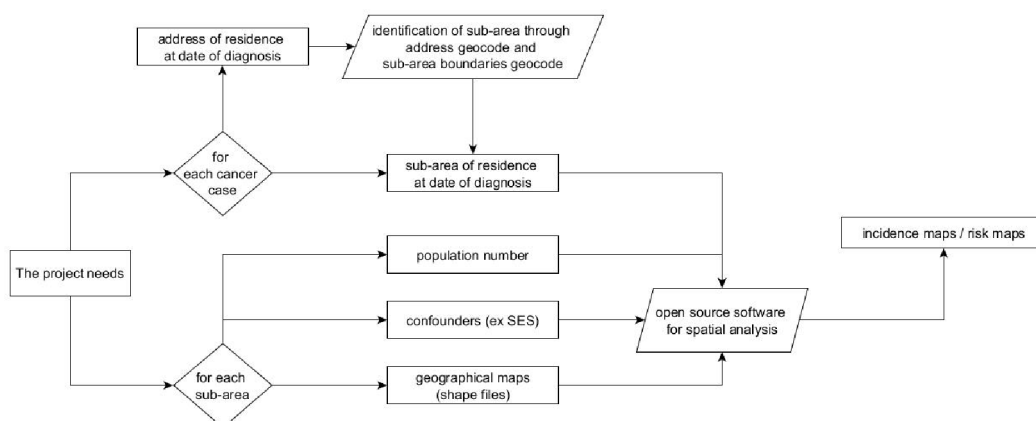 address of residence
at date of diagnosis
identification of sub-area through
address geocode and
sub-area boundaries geocode
for
each cancer
case
sub-area of residence
at date of diagnosis
incidence maps / risk maps
The project needs
population number
confounders (ex SES)
open source software
for spatial analysis
for each
sub-area
geographical maps
(shape files)